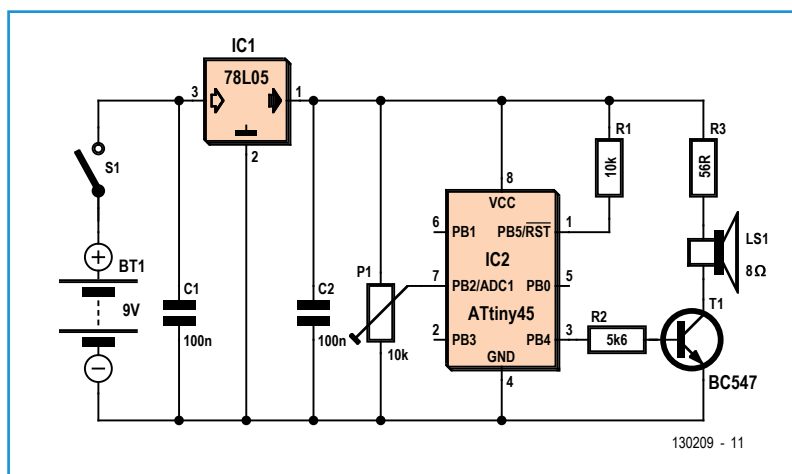 IC1
78L05
3
1
2
S1
BT1
9V
C1
100n
C2
100n
P1
10k
8
VCC
6
PB1
PB5/RST
1
IC2
7
PB2/ADC1
PB0
5
ATtiny45
2
PB3
PB4
3
GND
4
R1
10k
R2
5k6
R3
56R
LS1
8Ω
T1
BC547
130209 - 11